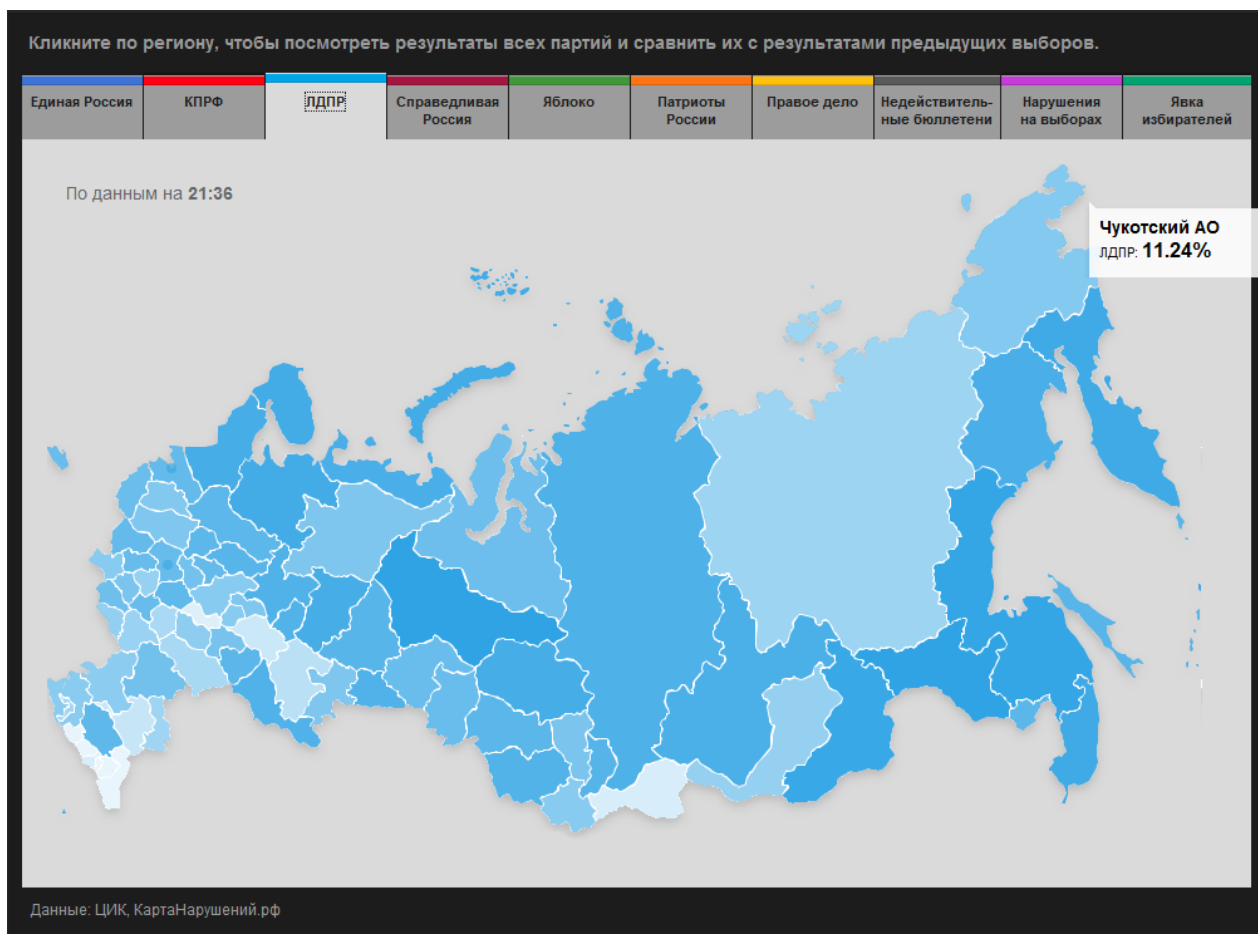 Кликните по региону, чтобы посмотреть результаты всех партий и сравнить их с результатами предыдущих выборов.
Единая Россия
КПРФ
ЛДПР
Справедливая
Россия
Яблоко
Патриоты
России
Правое дело
Недействитель-
ные бюллетени
Нарушения
на выборах
Явка
избирателей
По данным на 21:36
Чукотский АО
ЛДПР: 11.24%
Данные: ЦИК, КартаНарушений.рф